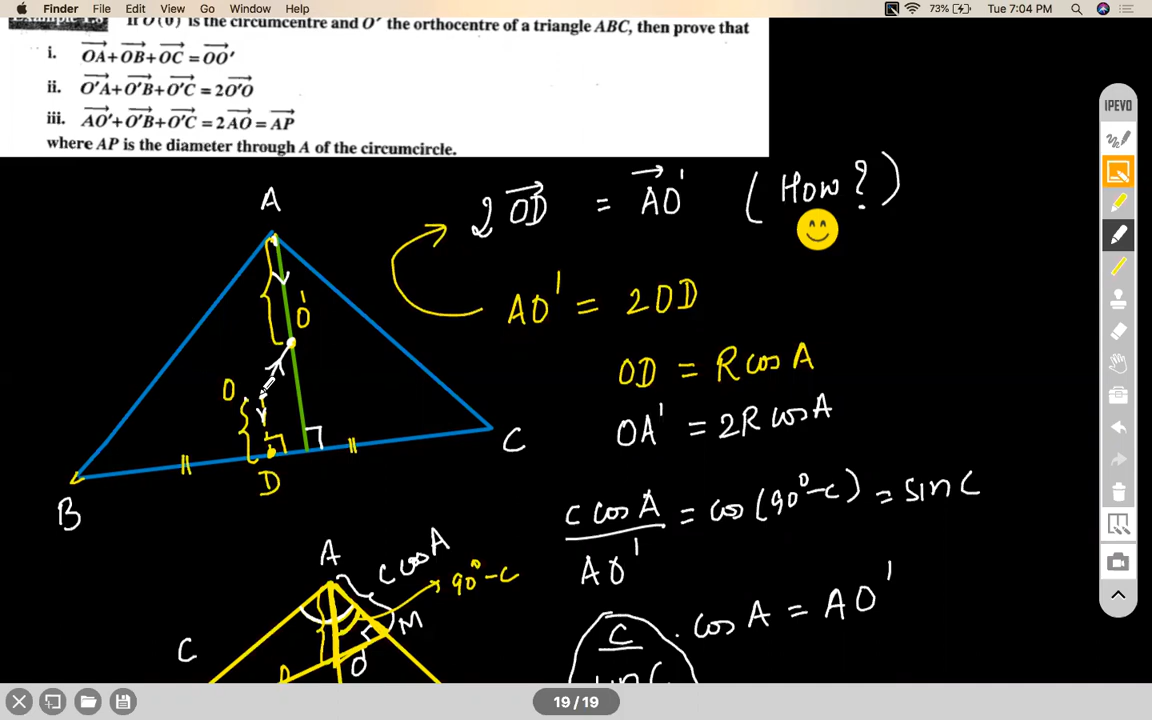 Finder File Edit View Go Window Help 73% Tue 7:04 PM
If O (0) is the circumcentre and O' the orthocentre of a triangle ABC, then prove that
i. OA+OB+OC=OO'
ii. O'A+O'B+O'C=2O'O
iii. AO'+O'B+O'C=2AO=AP
where AP is the diameter through A of the circumcircle.
IPEVO
2 OD = AO' ( How? )
A
AO' = 2OD
O'
OD = R cos A
O
OA' = 2R cos A
C
D
B
c cos A / AO' = cos (90° - C) = sin C
A
c cos A
90° - C
M
C
O
C / sin C . cos A = AO'
19 / 19